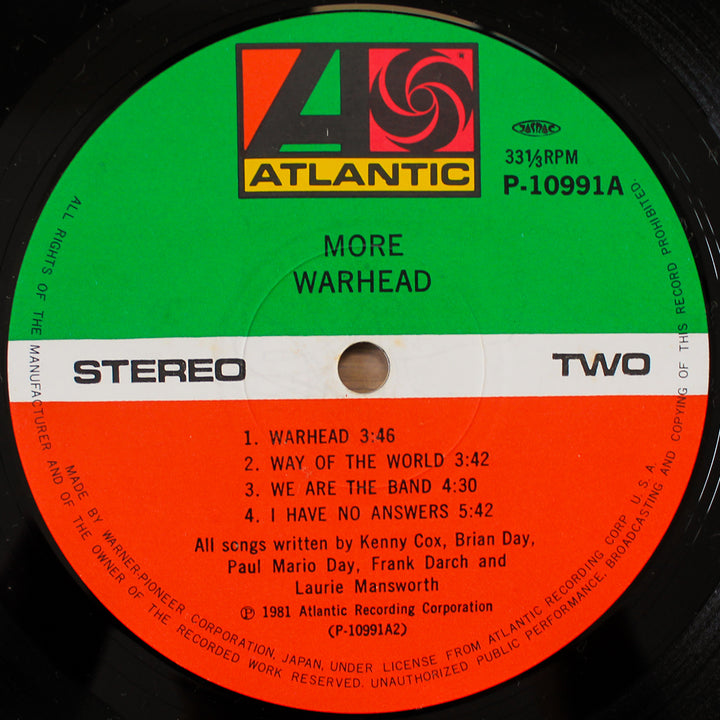 ATLANTIC
JASRAC
33⅓RPM
P-10991A
MORE
WARHEAD
STEREO
TWO
1. WARHEAD 3:46
2. WAY OF THE WORLD 3:42
3. WE ARE THE BAND 4:30
4. I HAVE NO ANSWERS 5:42
All songs written by Kenny Cox, Brian Day,
Paul Mario Day, Frank Darch and
Laurie Mansworth
℗ 1981 Atlantic Recording Corporation
(P-10991A2)
MADE BY WARNER-PIONEER CORPORATION, JAPAN, UNDER LICENSE FROM ATLANTIC RECORDING CORP. U.S.A.
ALL RIGHTS OF THE MANUFACTURER AND OF THE OWNER OF THE RECORDED WORK RESERVED. UNAUTHORIZED PUBLIC PERFORMANCE, BROADCASTING AND COPYING OF THIS RECORD PROHIBITED.